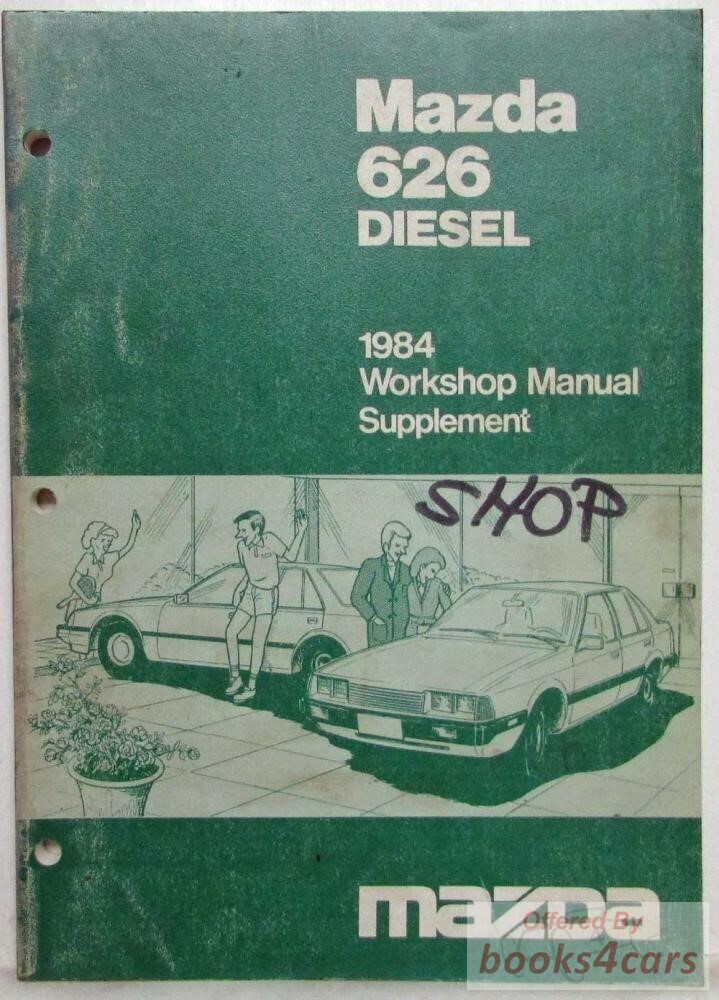 Mazda
626
DIESEL
1984
Workshop Manual
Supplement
SHOP
mazda
Offered By
books4cars